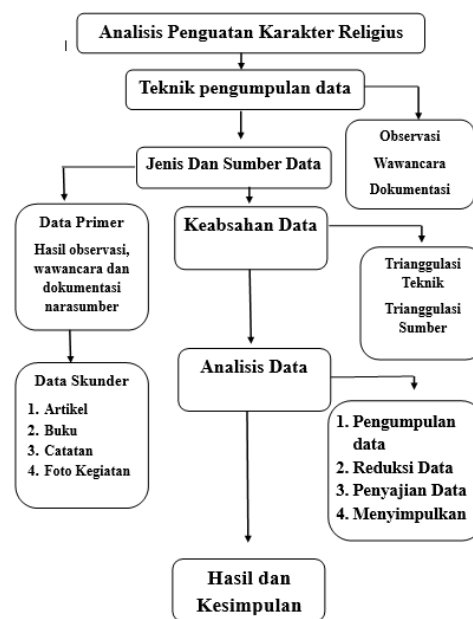 Analisis Penguatan Karakter Religius
Teknik pengumpulan data
Observasi
Wawancara
Dokumentasi
Jenis Dan Sumber Data
Data Primer
Hasil observasi,
wawancara dan
dokumentasi
narasumber
Keabsahan Data
Trianggulasi
Teknik
Trianggulasi
Sumber
Data Skunder
1. Artikel
2. Buku
3. Catatan
4. Foto Kegiatan
Analisis Data
1. Pengumpulan
data
2. Reduksi Data
3. Penyajian Data
4. Menyimpulkan
Hasil dan
Kesimpulan